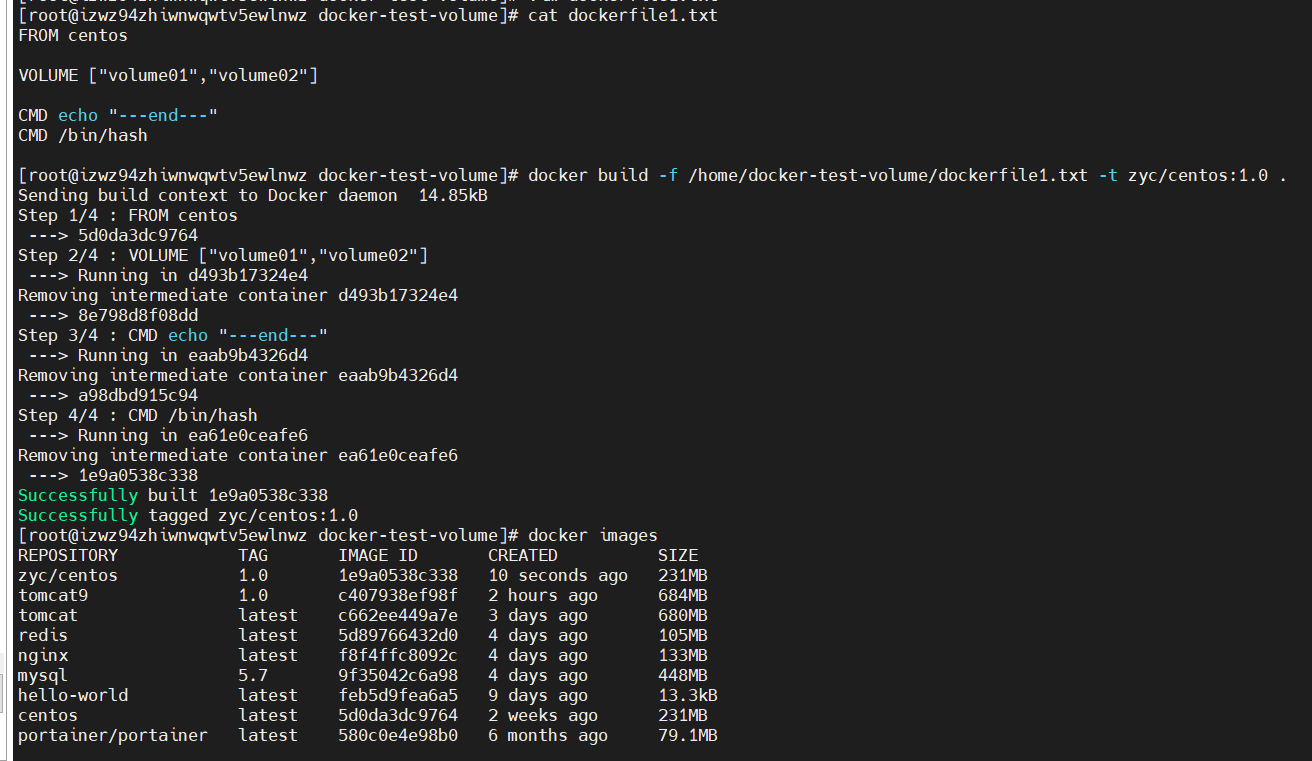 [root@izwz94zhiwnwqwtv5ewlnwz docker-test-volume]# cat dockerfile1.txt
FROM centos
VOLUME ["volume01","volume02"]
CMD echo "---end---"
CMD /bin/hash
[root@izwz94zhiwnwqwtv5ewlnwz docker-test-volume]# docker build -f /home/docker-test-volume/dockerfile1.txt -t zyc/centos:1.0 .
Sending build context to Docker daemon  14.85kB
Step 1/4 : FROM centos
 ---> 5d0da3dc9764
Step 2/4 : VOLUME ["volume01","volume02"]
 ---> Running in d493b17324e4
Removing intermediate container d493b17324e4
 ---> 8e798d8f08dd
Step 3/4 : CMD echo "---end---"
 ---> Running in eaab9b4326d4
Removing intermediate container eaab9b4326d4
 ---> a98dbd915c94
Step 4/4 : CMD /bin/hash
 ---> Running in ea61e0ceafe6
Removing intermediate container ea61e0ceafe6
 ---> 1e9a0538c338
Successfully built 1e9a0538c338
Successfully tagged zyc/centos:1.0
[root@izwz94zhiwnwqwtv5ewlnwz docker-test-volume]# docker images
REPOSITORY            TAG       IMAGE ID       CREATED          SIZE
zyc/centos            1.0       1e9a0538c338   10 seconds ago   231MB
tomcat9               1.0       c407938ef98f   2 hours ago      684MB
tomcat                latest    c662ee449a7e   3 days ago       680MB
redis                 latest    5d89766432d0   4 days ago       105MB
nginx                 latest    f8f4ffc8092c   4 days ago       133MB
mysql                 5.7       9f35042c6a98   4 days ago       448MB
hello-world           latest    feb5d9fea6a5   9 days ago       13.3kB
centos                latest    5d0da3dc9764   2 weeks ago      231MB
portainer/portainer   latest    580c0e4e98b0   6 months ago     79.1MB